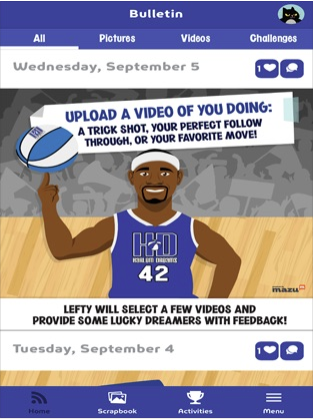 Bulletin
All Pictures Videos Challenges
Wednesday, September 5
1
UPLOAD A VIDEO OF YOU DOING:
A TRICK SHOT, YOUR PERFECT FOLLOW
THROUGH, OR YOUR FAVORITE MOVE!
42
mazu
LEFTY WILL SELECT A FEW VIDEOS AND
PROVIDE SOME LUCKY DREAMERS WITH FEEDBACK!
Tuesday, September 4
1
Home Scrapbook Activities Menu